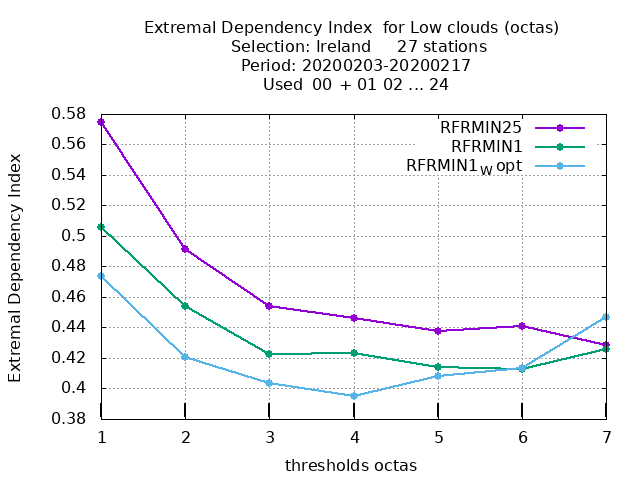 Extremal Dependency Index for Low clouds (octas)
Selection: Ireland 27 stations
Period: 20200203-20200217
Used 00 + 01 02 ... 24
RFRMIN25
RFRMIN1
RFRMIN1W opt
Extremal Dependency Index
0.58
0.56
0.54
0.52
0.5
0.48
0.46
0.44
0.42
0.4
0.38
1 2 3 4 5 6 7
thresholds octas